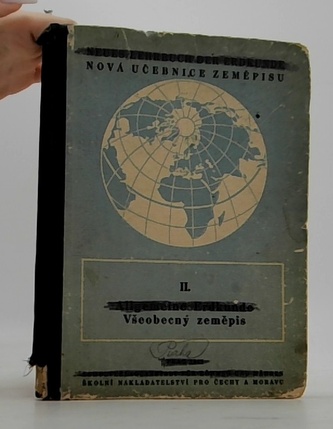 NEUES LEHRBUCH DER ERDKUNDE
NOVÁ UČEBNICE ZEMĚPISU
II.
Allgemeine Erdkunde
Všeobecný zeměpis
ŠKOLNÍ NAKLADATELSTVÍ PRO ČECHY A MORAVU